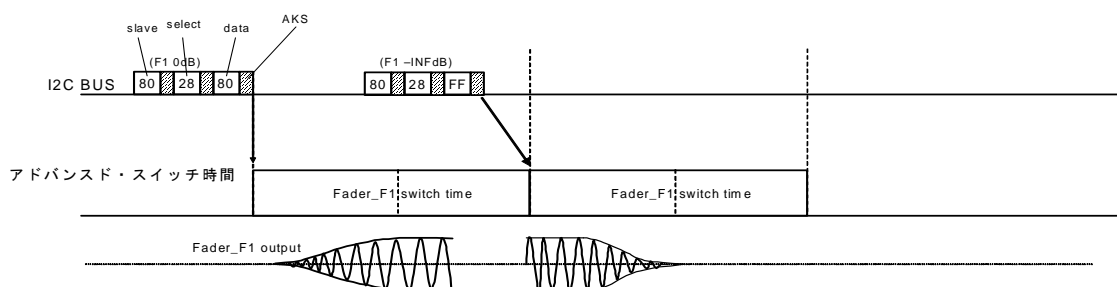 slave select data AKS
(F1 0dB) (F1 –INFdB)
I2C BUS 80 28 80 80 28 FF
アドバンスド・スイッチ時間
Fader_F1 switch time Fader_F1 switch time
Fader_F1 output